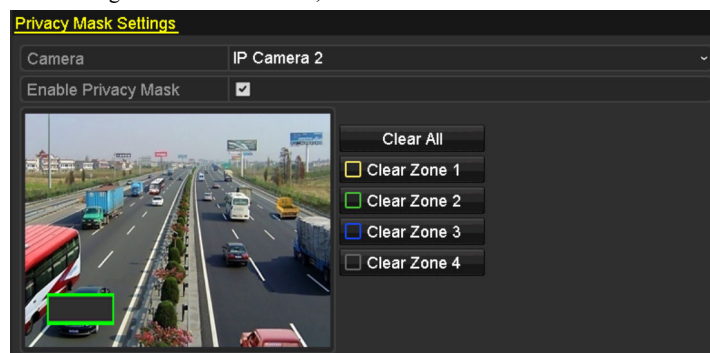 Privacy Mask Settings
Camera IP Camera 2
Enable Privacy Mask
Clear All
Clear Zone 1
Clear Zone 2
Clear Zone 3
Clear Zone 4